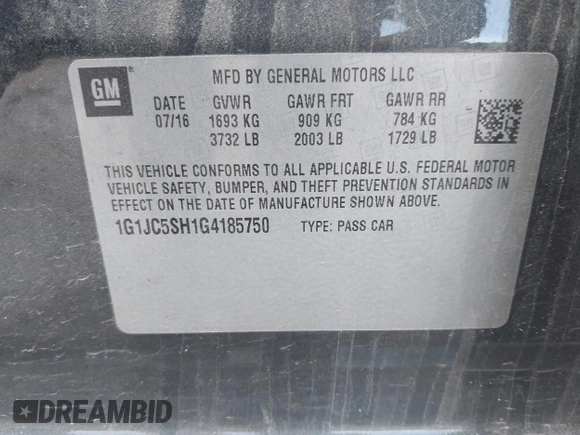 GM
MFD BY GENERAL MOTORS LLC
DATE GVWR GAWR FRT GAWR RR
07/16 1693 KG 909 KG 784 KG
3732 LB 2003 LB 1729 LB
THIS VEHICLE CONFORMS TO ALL APPLICABLE U.S. FEDERAL MOTOR
VEHICLE SAFETY, BUMPER, AND THEFT PREVENTION STANDARDS IN
EFFECT ON THE DATE OF MANUFACTURE SHOWN ABOVE.
1G1JC5SH1G4185750 TYPE: PASS CAR
DREAMBID